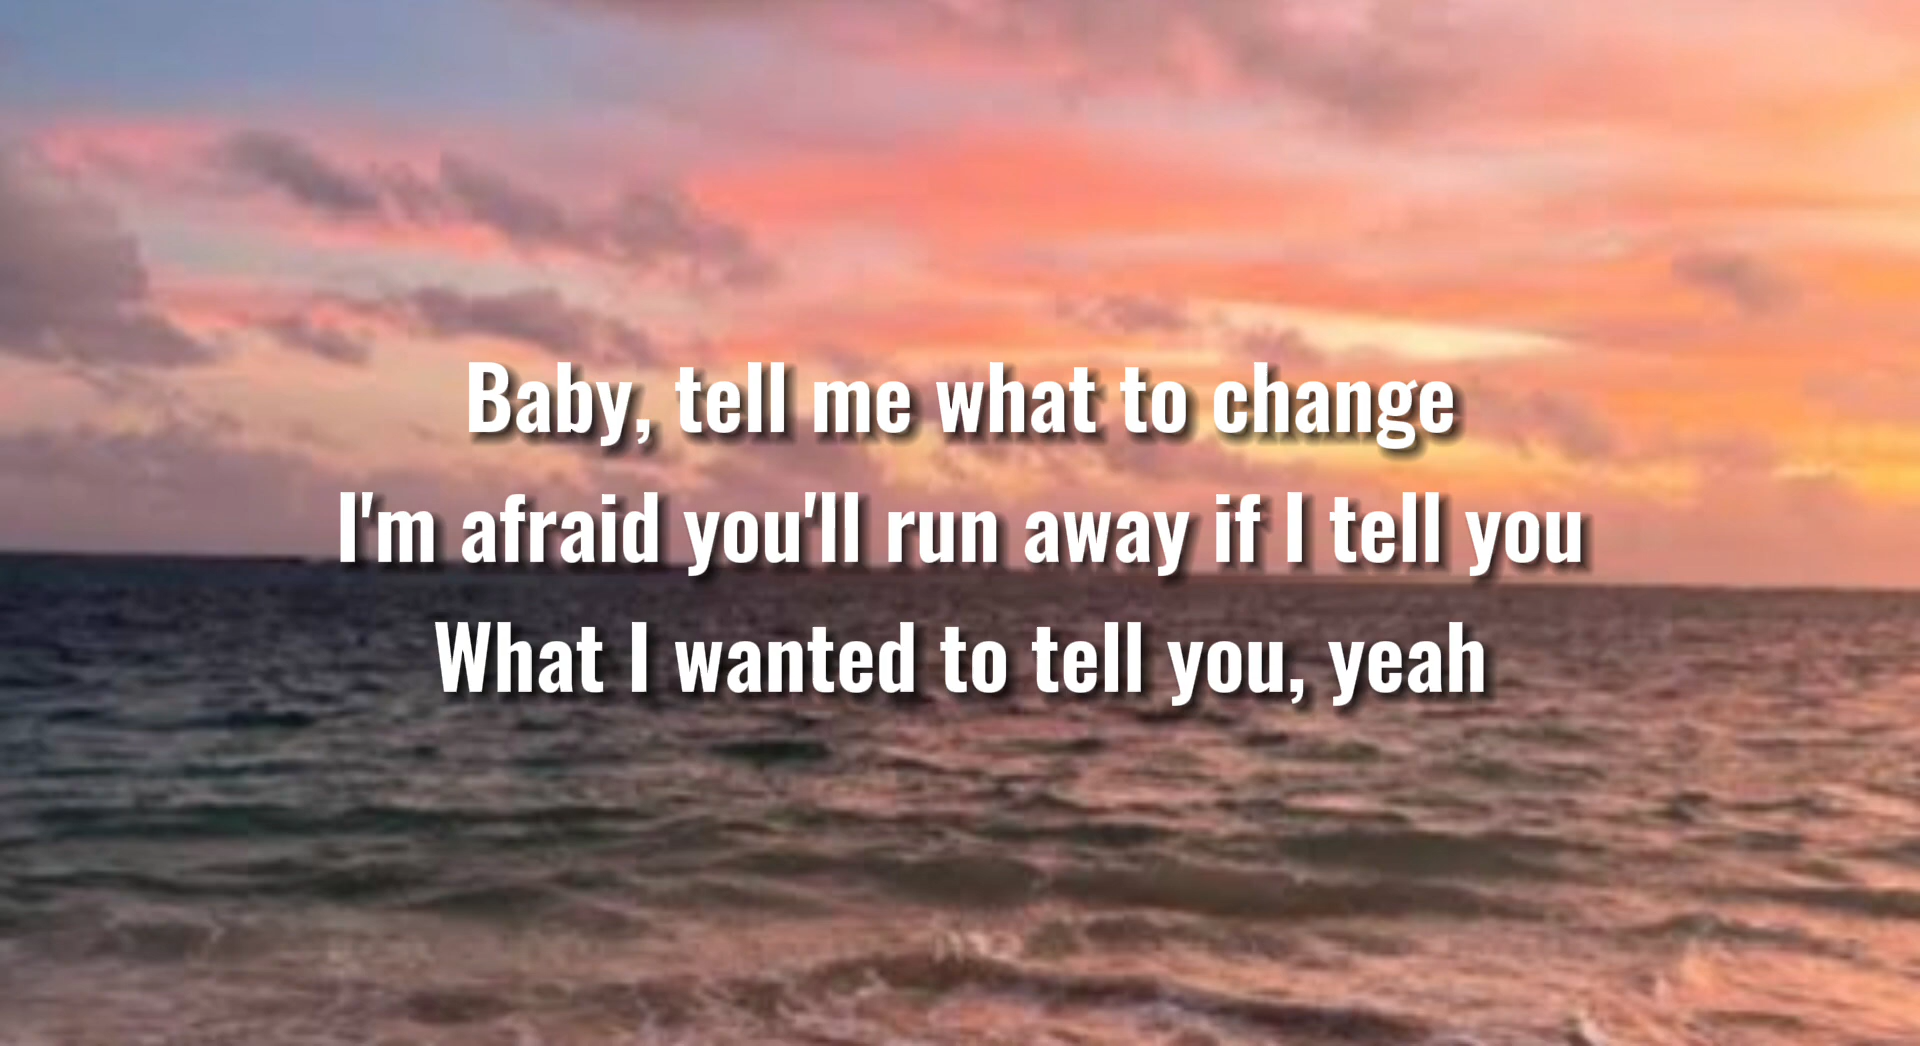 Baby, tell me what to change
I'm afraid you'll run away if I tell you
What I wanted to tell you, yeah